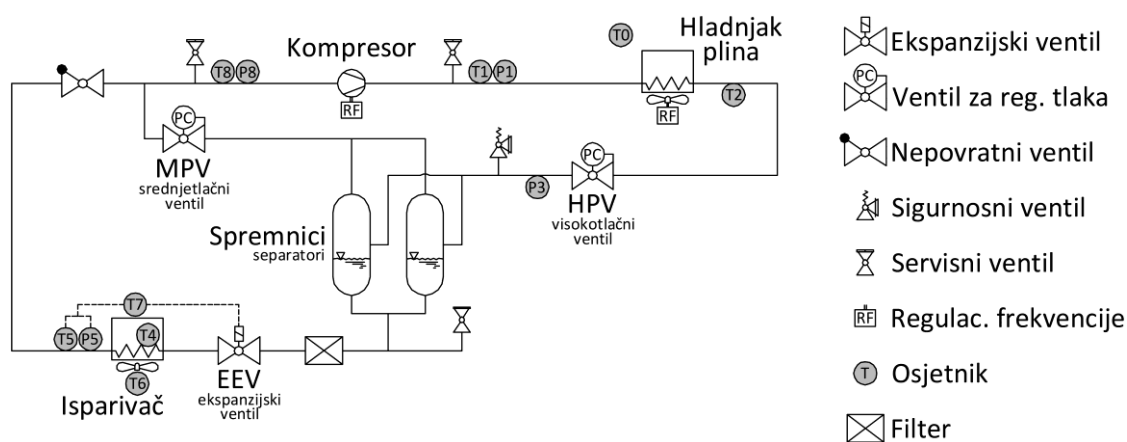 Kompresor
Hladnjak
plina
T0
T8
P8
T1
P1
RF
RF
T2
PC
MPV
srednjetlačni
ventil
PC
P3
HPV
visokotlačni
ventil
Spremnici
separatori
T7
T5
P5
T4
T6
Isparivač
EEV
ekspanzijski
ventil
Ekspanzijski ventil
PC
Ventil za reg. tlaka
Nepovratni ventil
Sigurnosni ventil
Servisni ventil
RF
Regulac. frekvencije
T
Osjetnik
Filter